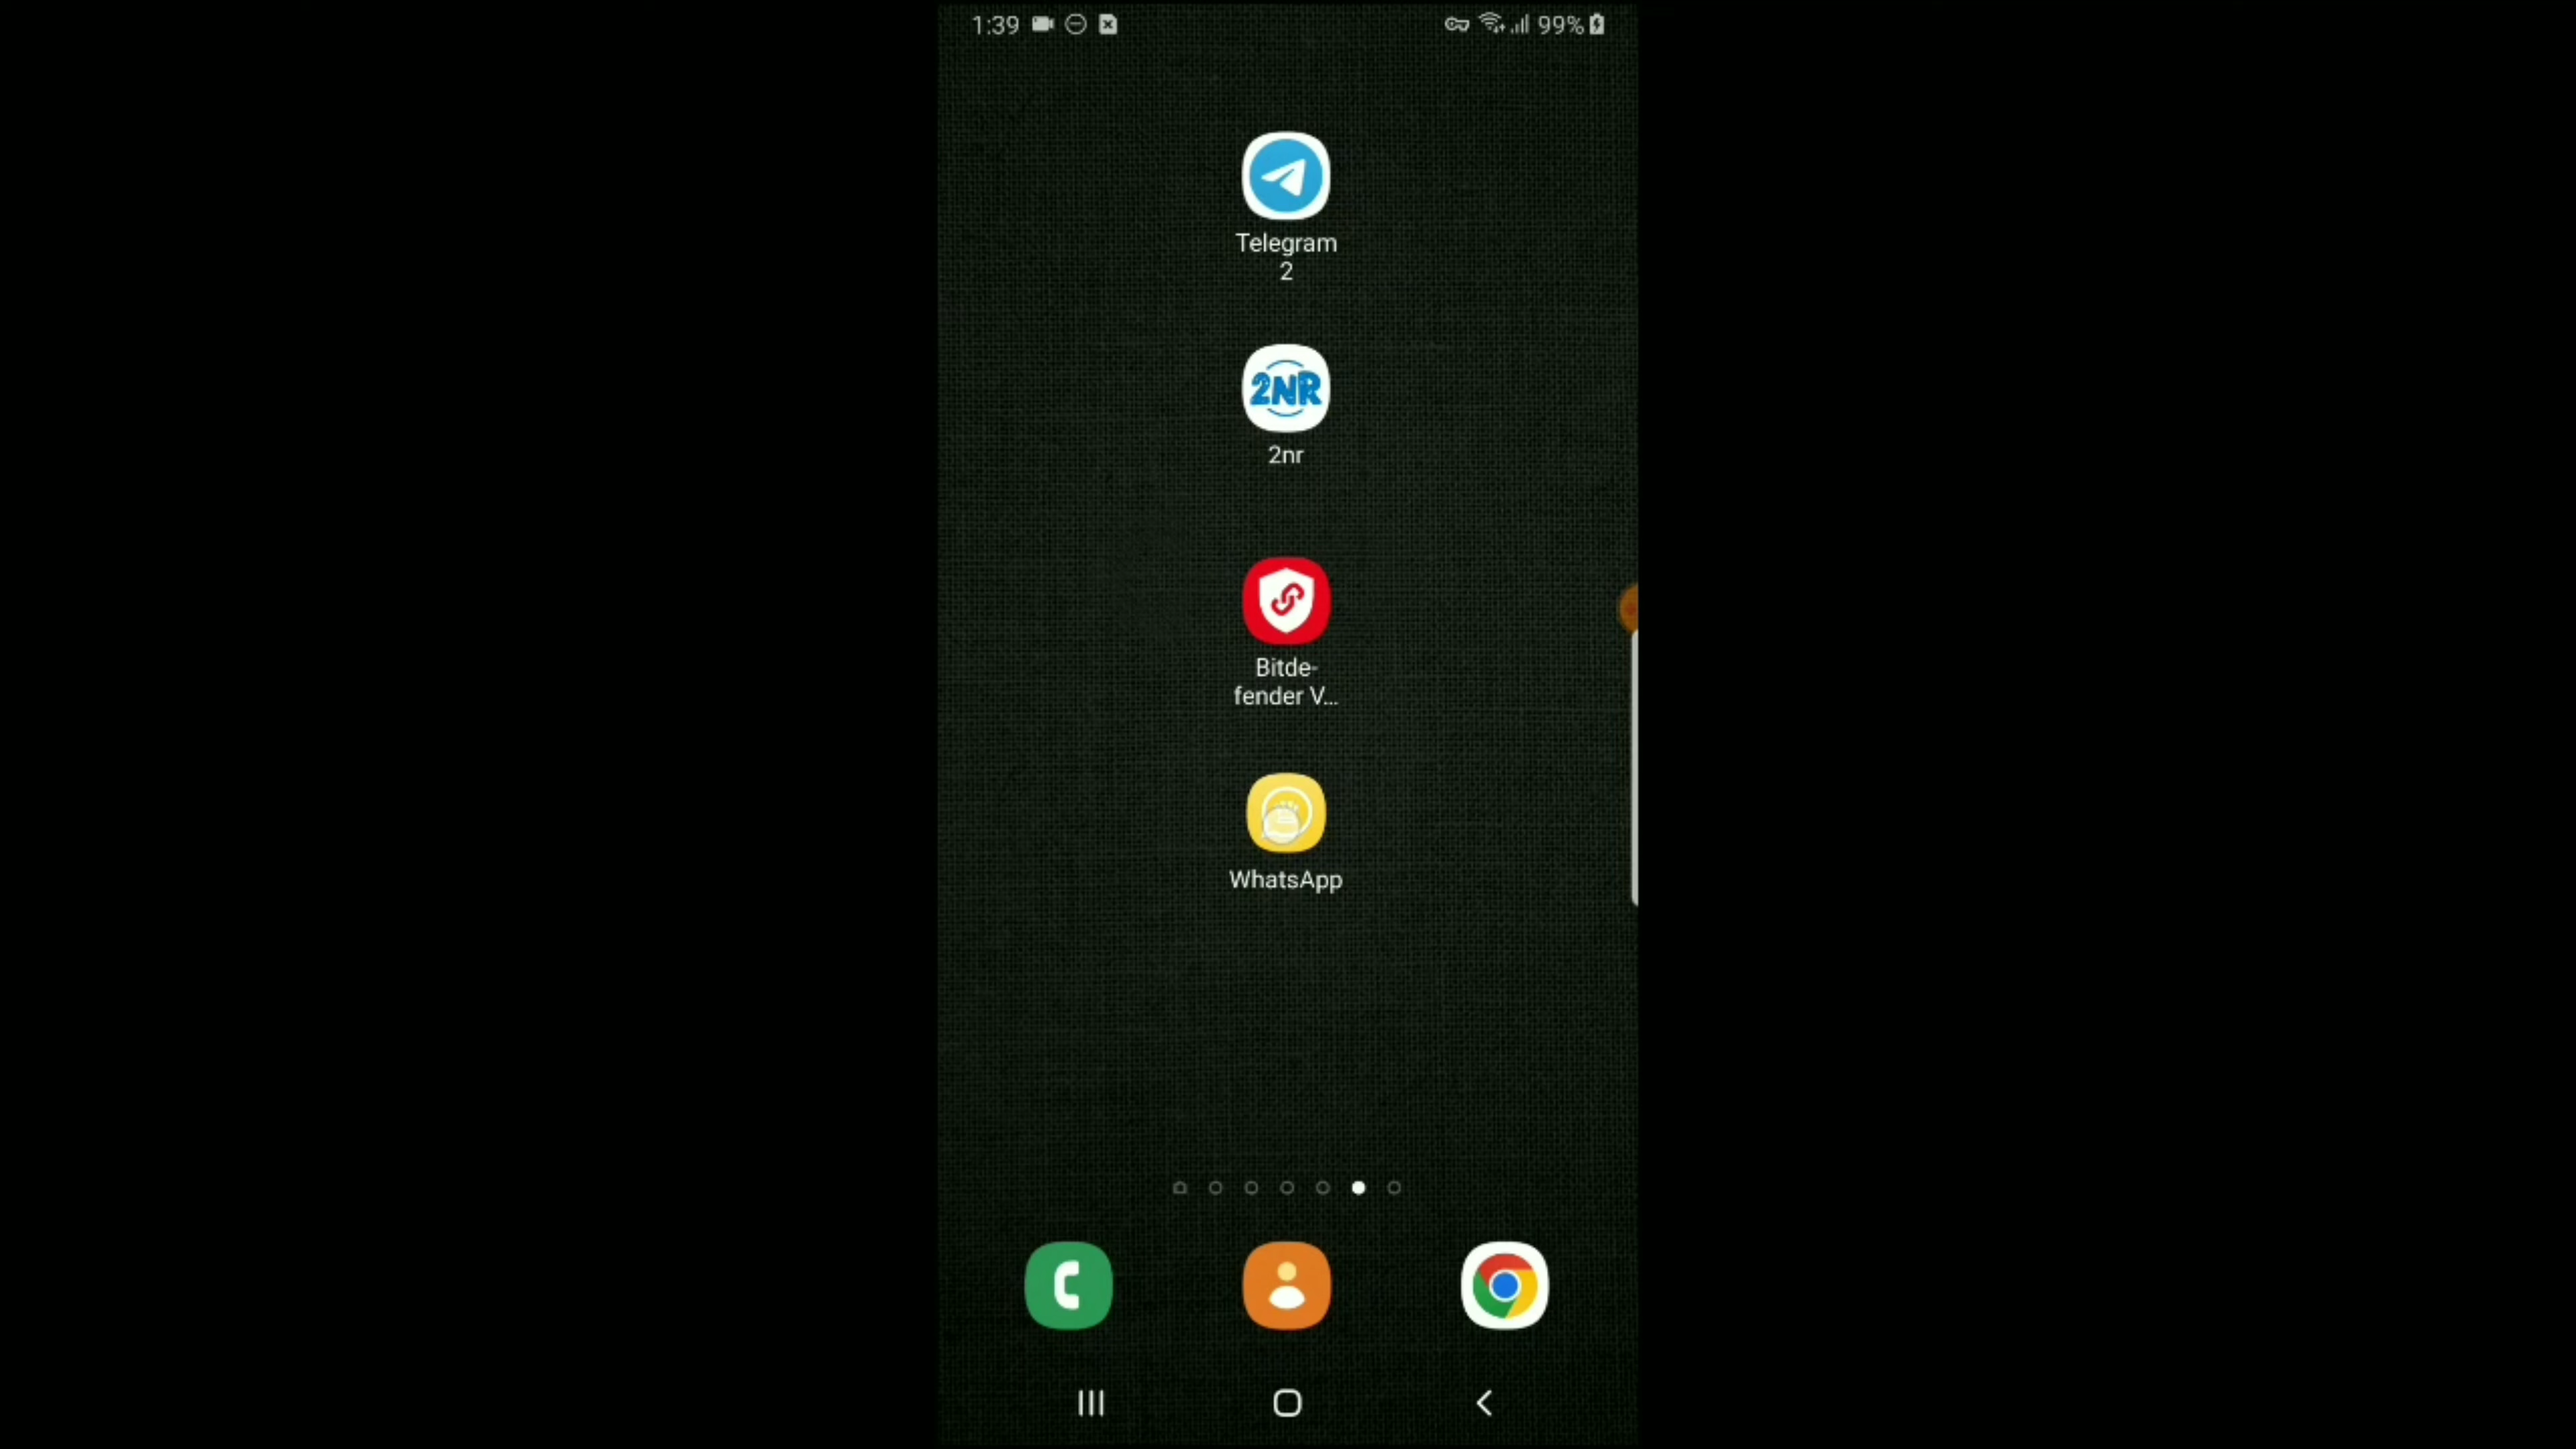 1:39
99%
Telegram
2
2NR
2nr
Bitde-
fender V...
WhatsApp